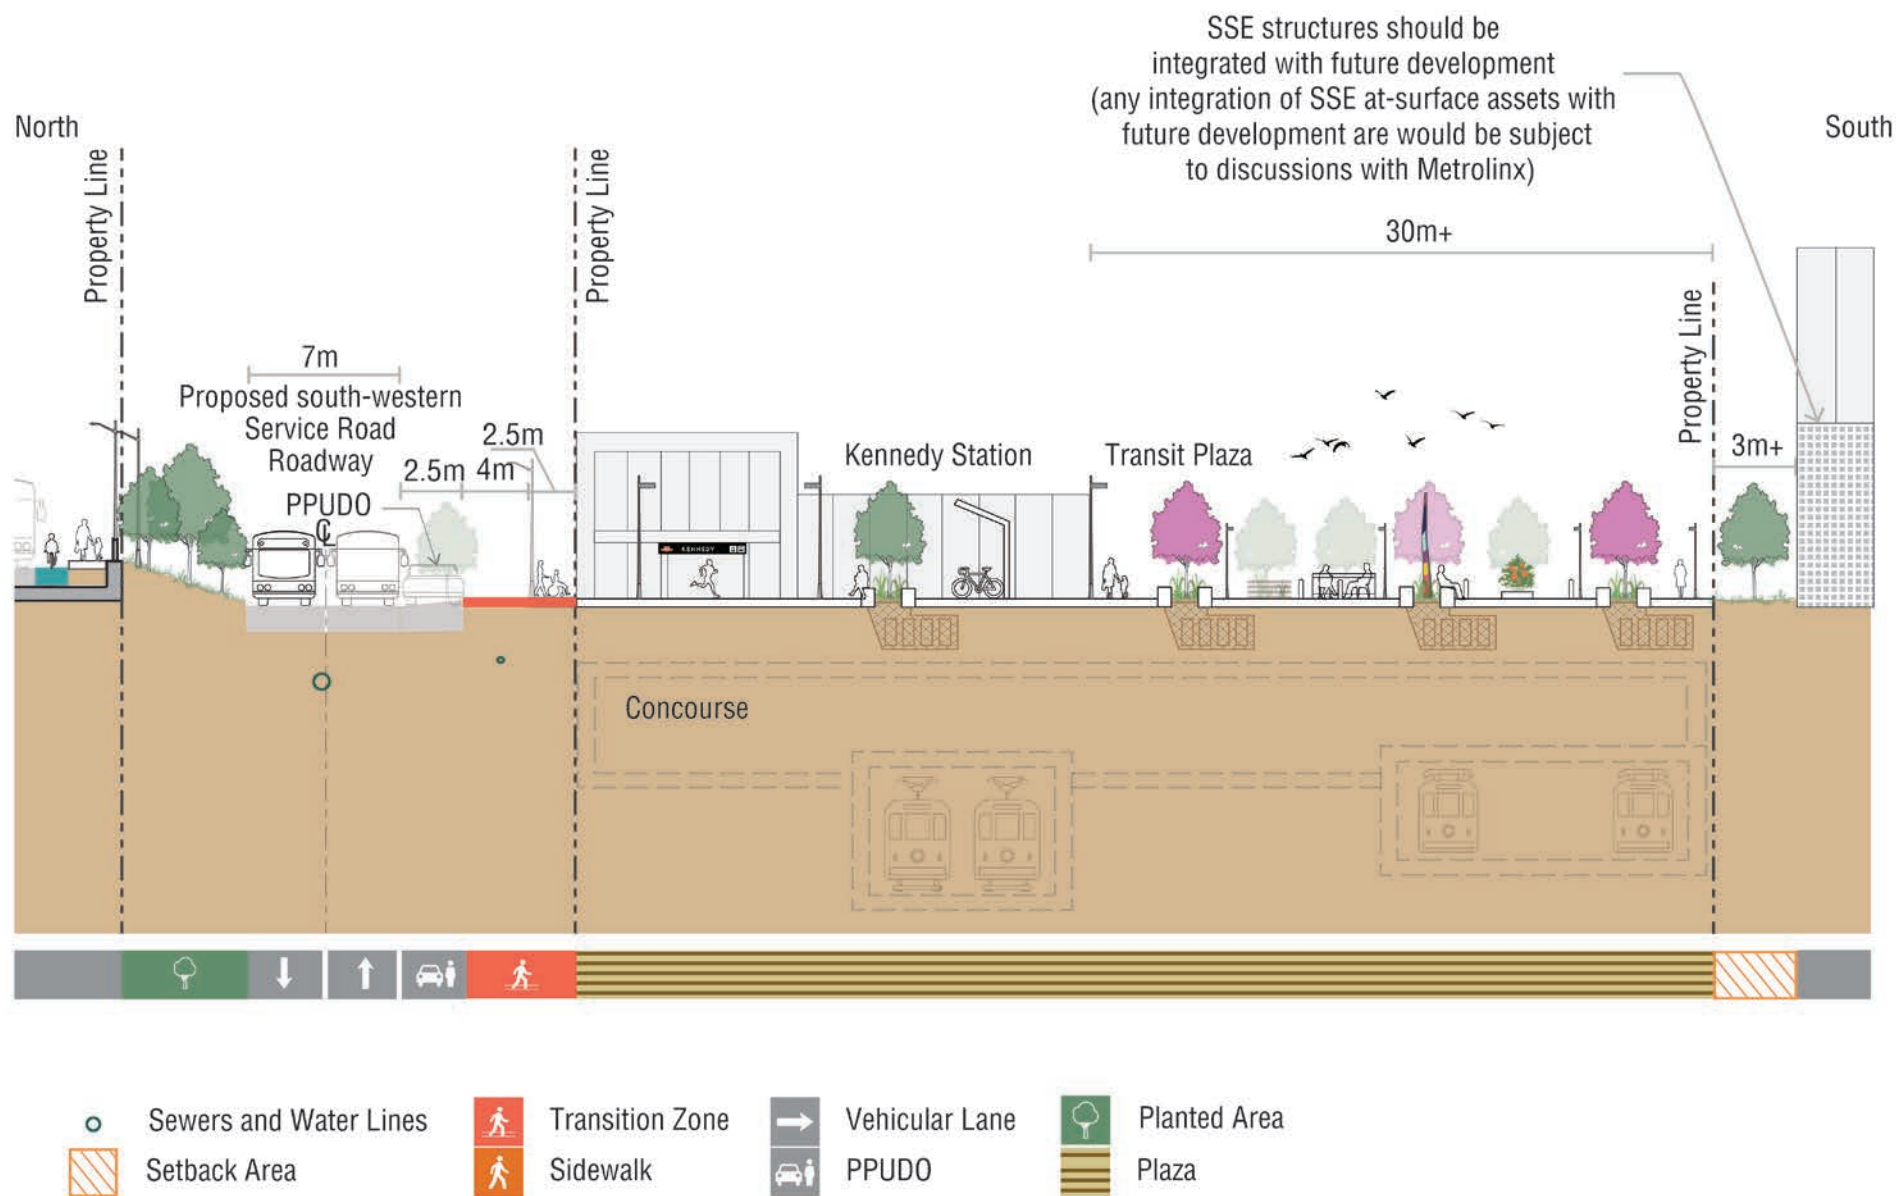 SSE structures should be
integrated with future development
(any integration of SSE at-surface assets with
future development are would be subject
to discussions with Metrolinx)
North
South
Property Line
Property Line
Property Line
30m+
7m
Proposed south-western
Service Road
Roadway
PPUDO
℄
2.5m
4m
2.5m
Kennedy Station
Transit Plaza
3m+
KENNEDY
Concourse
Sewers and Water Lines
Transition Zone
Vehicular Lane
Planted Area
Setback Area
Sidewalk
PPUDO
Plaza